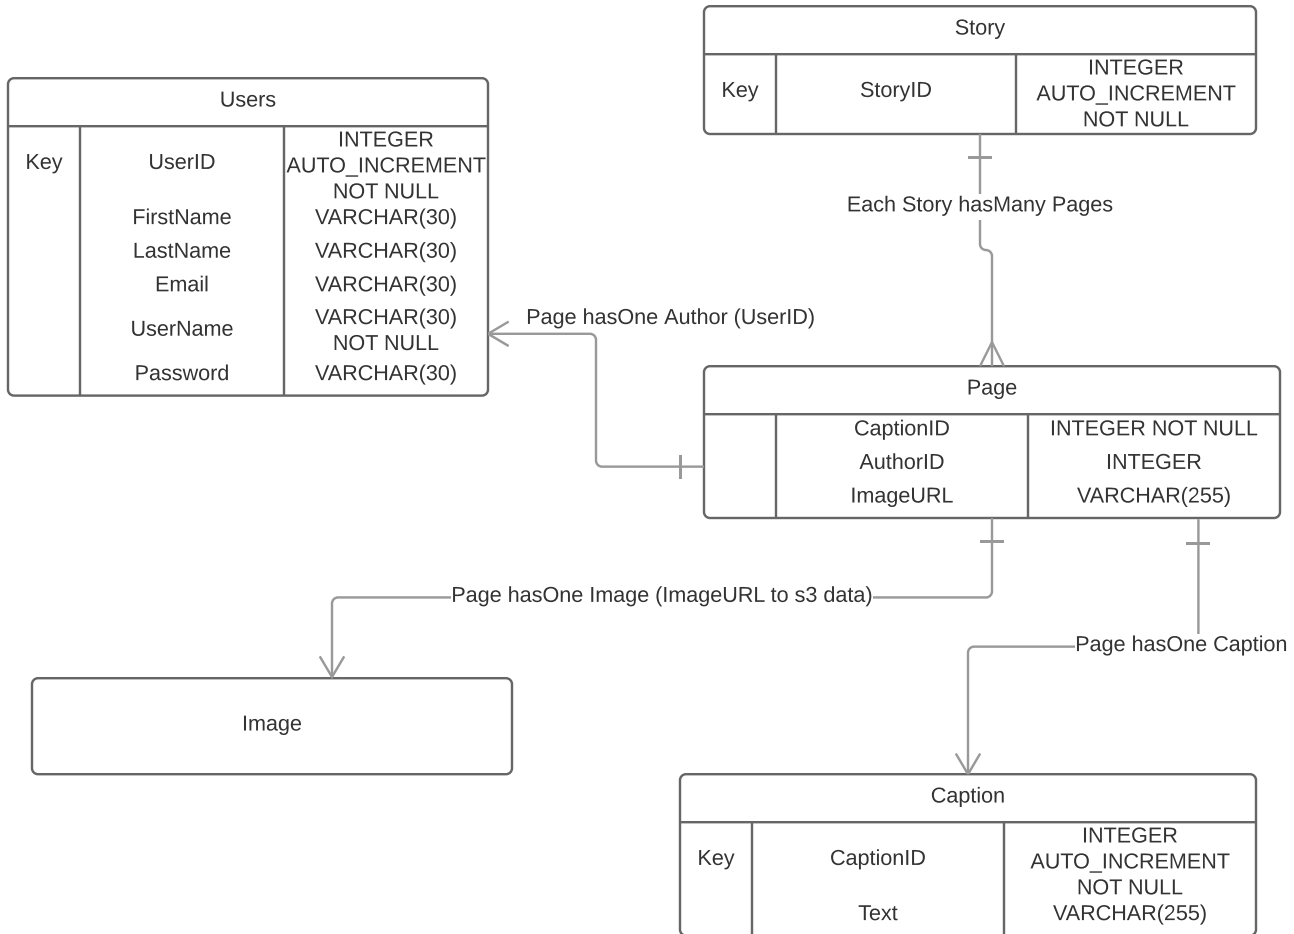 Story
Key
StoryID
INTEGER
AUTO_INCREMENT
NOT NULL
Users
Key
UserID
INTEGER
AUTO_INCREMENT
NOT NULL
FirstName
VARCHAR(30)
LastName
VARCHAR(30)
Email
VARCHAR(30)
UserName
VARCHAR(30)
NOT NULL
Password
VARCHAR(30)
Each Story hasMany Pages
Page hasOne Author (UserID)
Page
CaptionID
INTEGER NOT NULL
AuthorID
INTEGER
ImageURL
VARCHAR(255)
Page hasOne Image (ImageURL to s3 data)
Page hasOne Caption
Image
Caption
Key
CaptionID
INTEGER
AUTO_INCREMENT
NOT NULL
Text
VARCHAR(255)